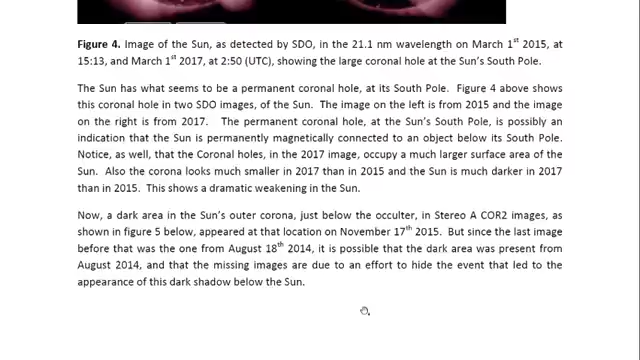 Figure 4. Image of the Sun, as detected by SDO, in the 21.1 nm wavelength on March 1st 2015, at
15:13, and March 1st 2017, at 2:50 (UTC), showing the large coronal hole at the Sun's South Pole.
The Sun has what seems to be a permanent coronal hole, at its South Pole. Figure 4 above shows
this coronal hole in two SDO images, of the Sun. The image on the left is from 2015 and the image
on the right is from 2017. The permanent coronal hole, at the Sun's South Pole, is possibly an
indication that the Sun is permanently magnetically connected to an object below its South Pole.
Notice, as well, that the Coronal holes, in the 2017 image, occupy a much larger surface area of the
Sun. Also the corona looks much smaller in 2017 than in 2015 and the Sun is much darker in 2017
than in 2015. This shows a dramatic weakening in the Sun.
Now, a dark area in the Sun's outer corona, just below the occulter, in Stereo A COR2 images, as
shown in figure 5 below, appeared at that location on November 17th 2015. But since the last image
before that was the one from August 18th 2014, it is possible that the dark area was present from
August 2014, and that the missing images are due to an effort to hide the event that led to the
appearance of this dark shadow below the Sun.